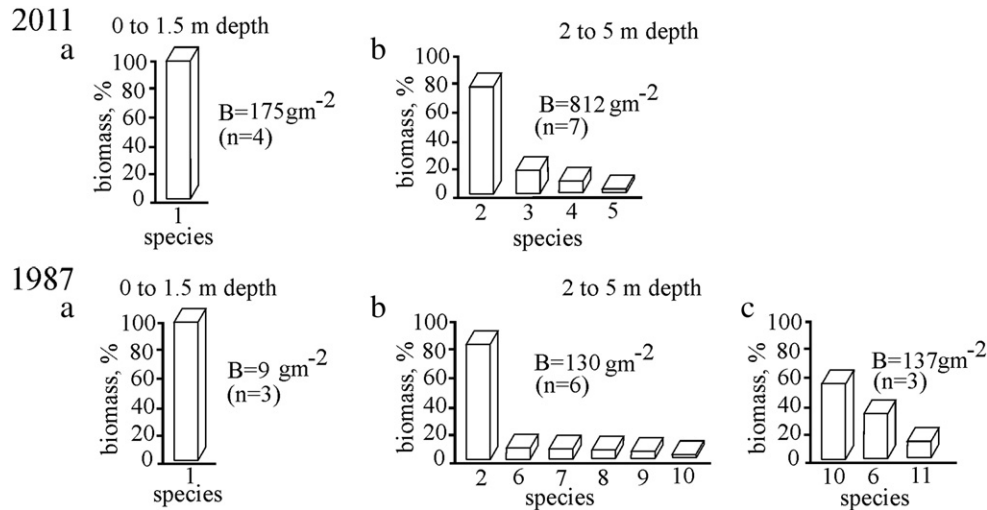 2011
a
0 to 1.5 m depth
biomass, %
100
80
60
40
20
0
B=175gm-2
(n=4)
1
species
b
2 to 5 m depth
biomass, %
100
80
60
40
20
0
B=812 gm-2
(n=7)
2 3 4 5
species
1987
a
0 to 1.5 m depth
biomass, %
100
80
60
40
20
0
B=9 gm-2
(n=3)
1
species
b
2 to 5 m depth
biomass, %
100
80
60
40
20
0
B=130 gm-2
(n=6)
2 6 7 8 9 10
species
c
biomass, %
100
80
60
40
20
0
B=137gm-2
(n=3)
10 6 11
species